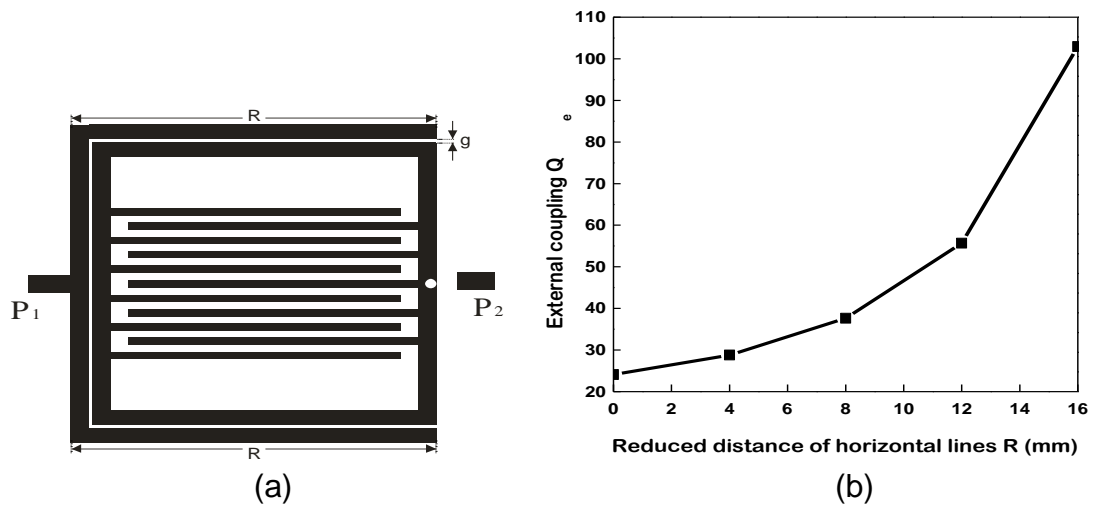 R
g
P1
P2
R
(a)
110
100
90
80
70
60
50
40
30
20
External coupling Qe
0 2 4 6 8 10 12 14 16
Reduced distance of horizontal lines R (mm)
(b)